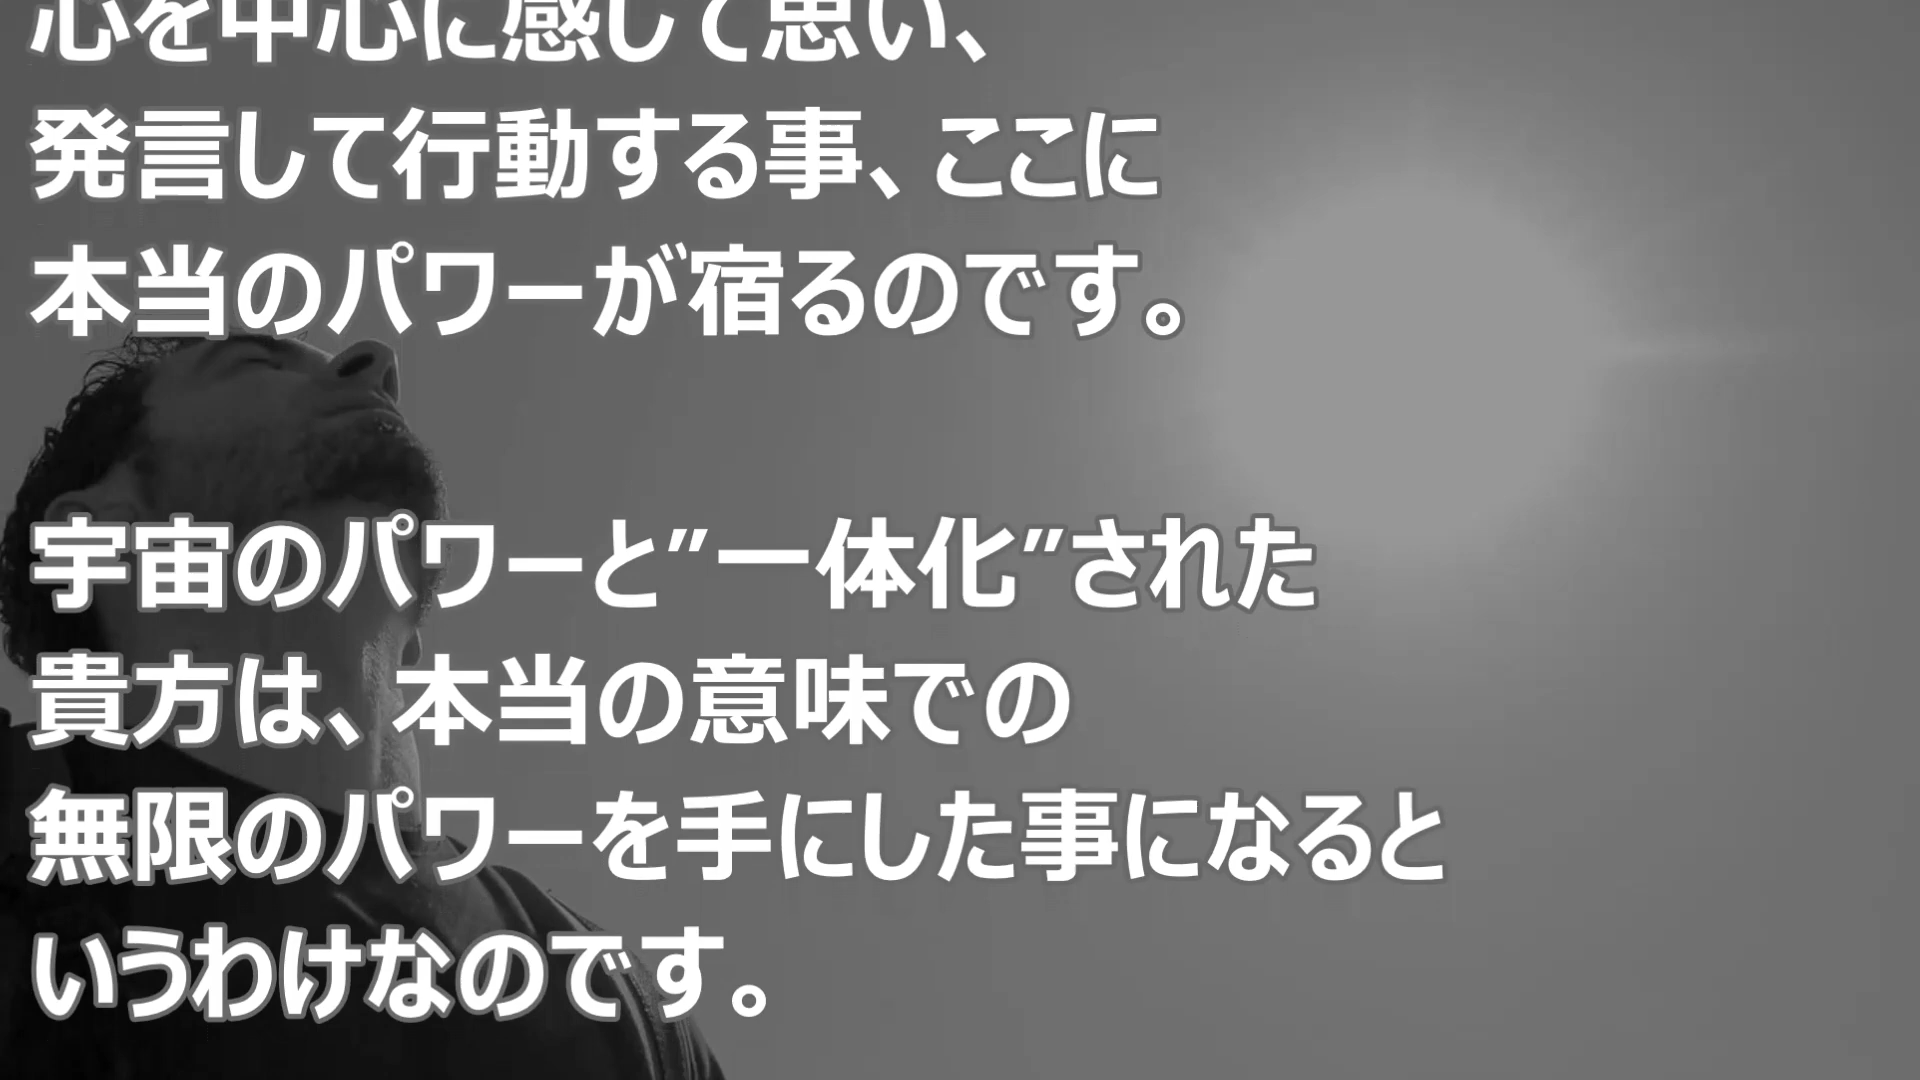 心を中心に感じて思い、
発言して行動する事、ここに
本当のパワーが宿るのです。
宇宙のパワーと”一体化”された
貴方は、本当の意味での
無限のパワーを手にした事になると
いうわけなのです。